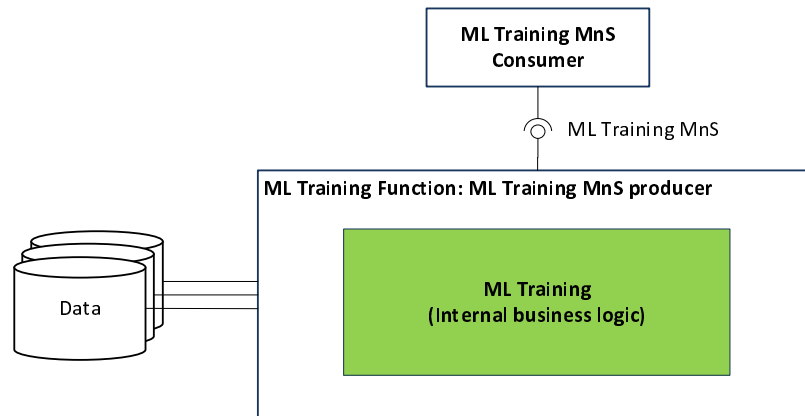 ML Training MnS
Consumer
ML Training MnS
ML Training Function: ML Training MnS producer
Data
ML Training
(Internal business logic)